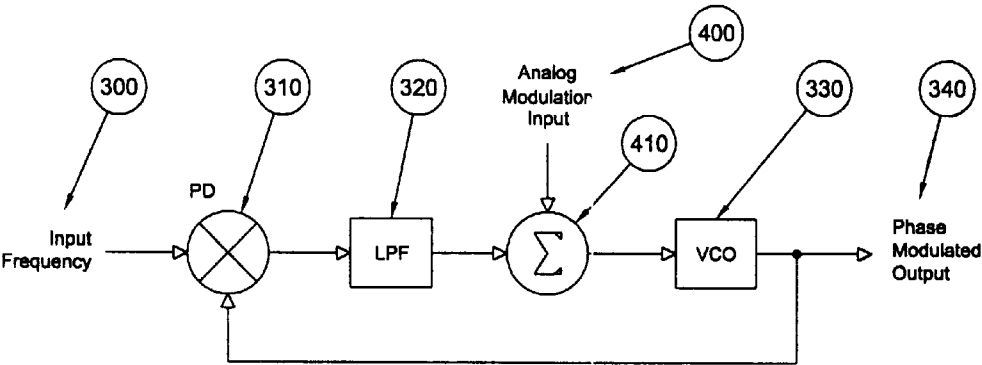 400
Analog
Modulation
Input
300
310
320
330
340
410
PD
Input
Frequency
LPF
Σ
VCO
Phase
Modulated
Output